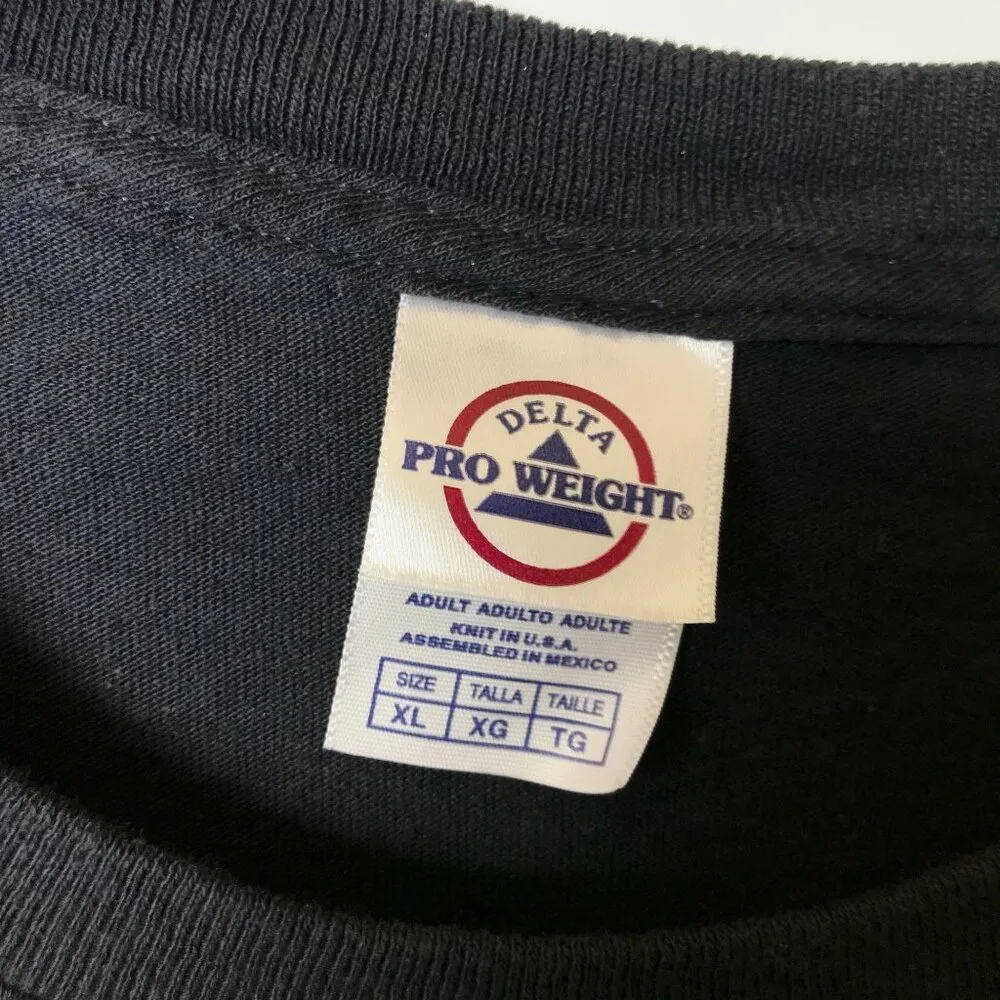 DELTA
PRO WEIGHT®
ADULT ADULTO ADULTE
KNIT IN U.S.A.
ASSEMBLED IN MEXICO
SIZE TALLA TAILLE
XL XG TG